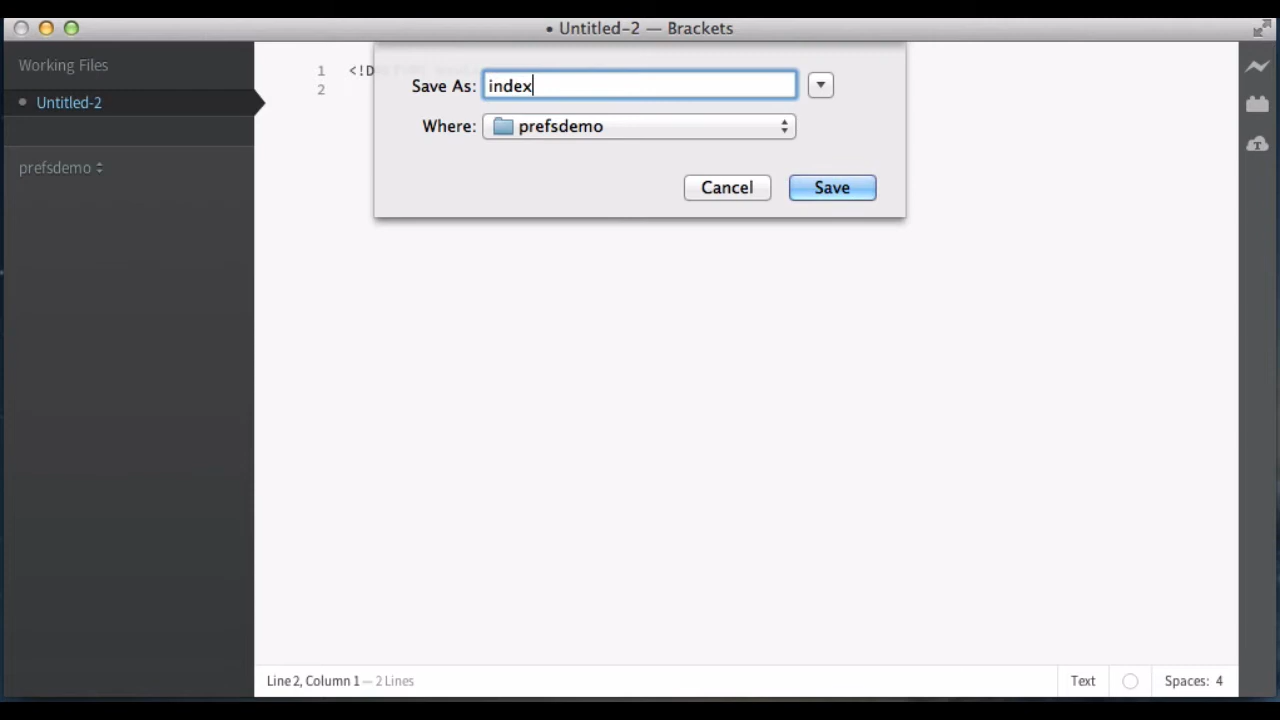 • Untitled-2 — Brackets
Working Files
Untitled-2
prefsdemo
1 <!D
2
Save As: index
Where: prefsdemo
Cancel Save
Line 2, Column 1 — 2 Lines
Text Spaces: 4